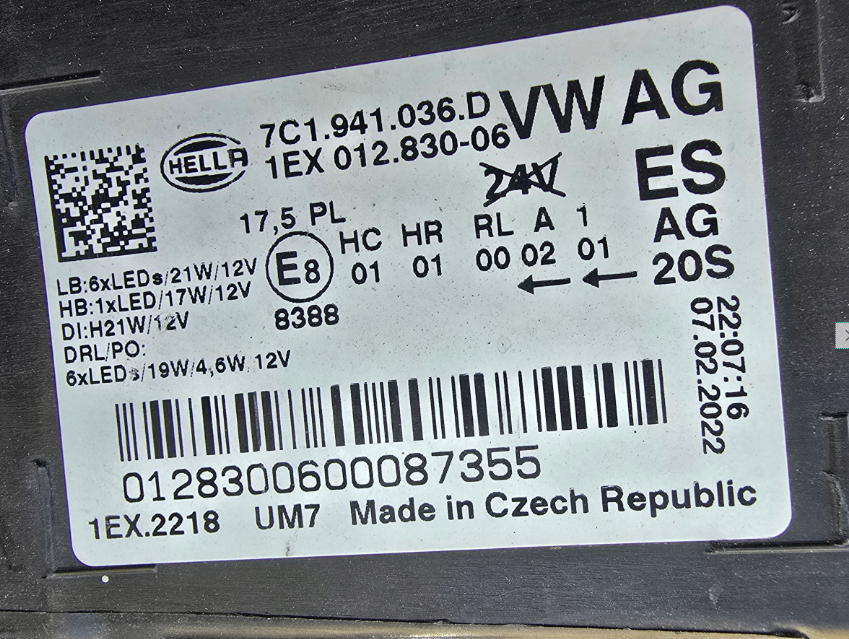 HELLA
7C1.941.036.D
1EX 012.830-06
VW AG
24V
ES
AG
20S
17,5 PL
E8
8388
HC HR RL A 1
01 01 00 02 01
LB:6xLEDs/21W/12V
HB:1xLED/17W/12V
DI:H21W/12V
DRL/PO:
6xLEDs/19W/4,6W 12V
22:07:16
07.02.2022
0128300600087355
1EX.2218 UM7 Made in Czech Republic